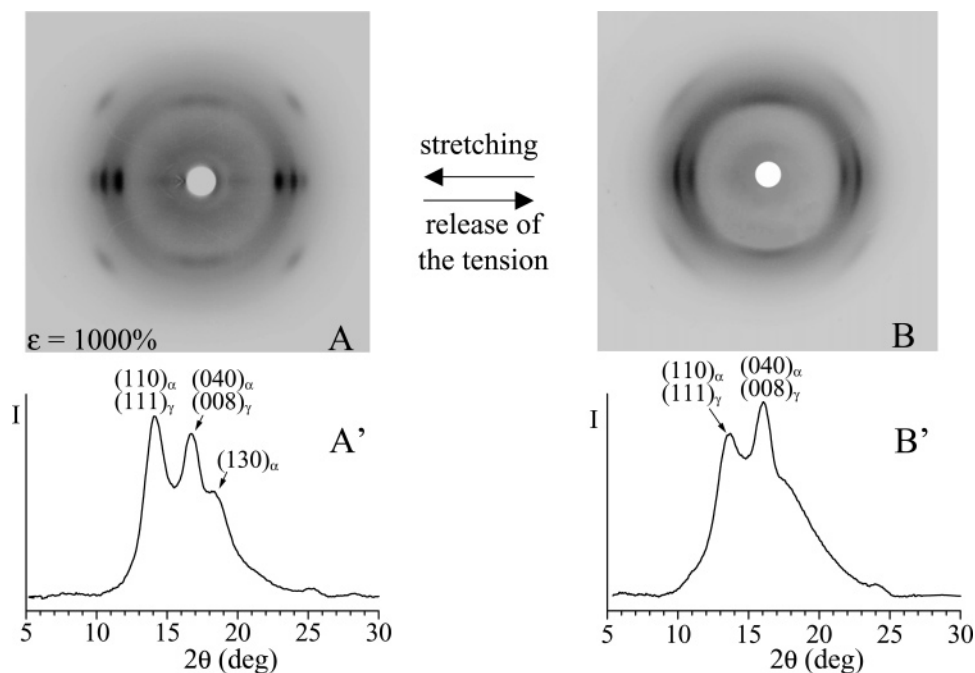 stretching
release of
the tension
ε = 1000%
A
B
(110)α
(111)γ
(040)α
(008)γ
(130)α
I
A'
5
10
15
20
25
30
2θ (deg)
(110)α
(111)γ
(040)α
(008)γ
I
B'
5
10
15
20
25
30
2θ (deg)